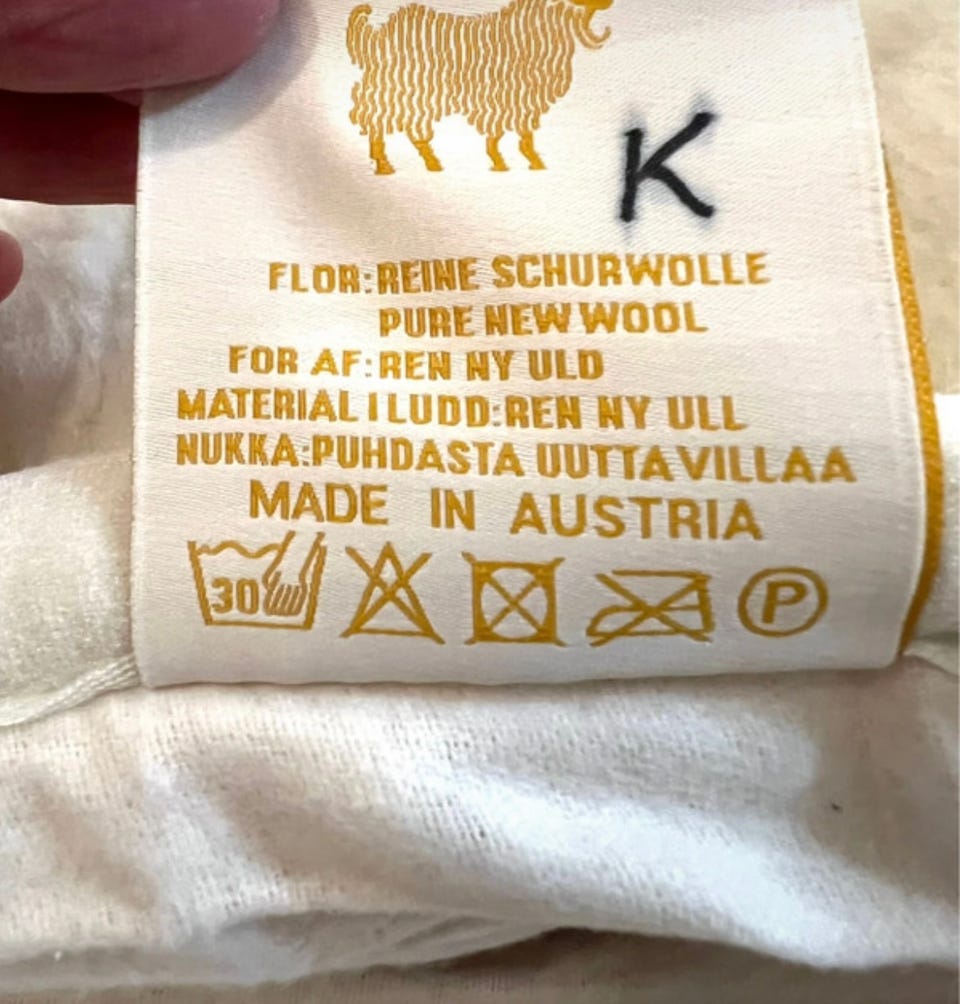 K
FLOR:REINE SCHURWOLLE
PURE NEW WOOL
FOR AF:REN NY ULD
MATERIAL I LUDD:REN NY ULL
NUKKA:PUHDASTA UUTTA VILLAA
MADE IN AUSTRIA
30 P